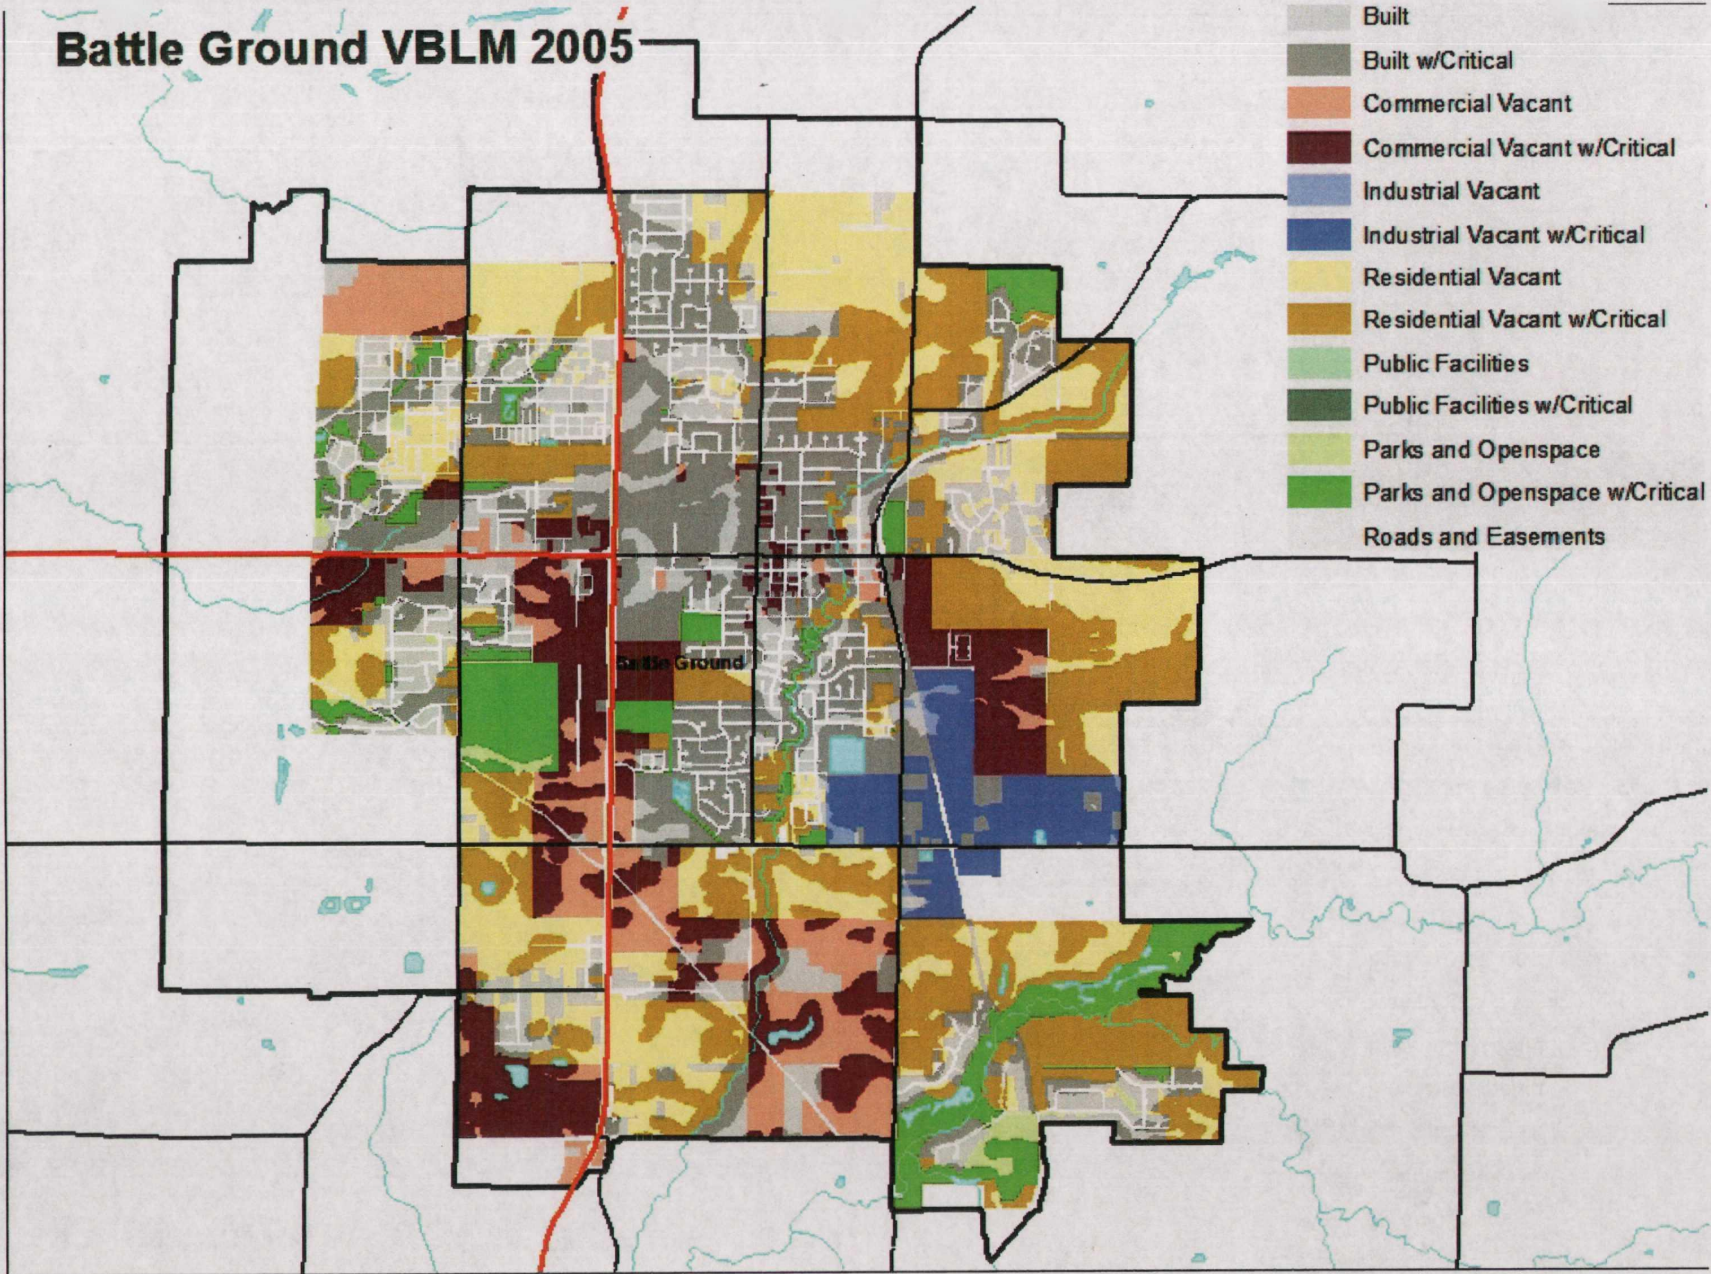 Battle Ground VBLM 2005
Built
Built w/Critical
Commercial Vacant
Commercial Vacant w/Critical
Industrial Vacant
Industrial Vacant w/Critical
Residential Vacant
Residential Vacant w/Critical
Public Facilities
Public Facilities w/Critical
Parks and Openspace
Parks and Openspace w/Critical
Roads and Easements
Battle Ground